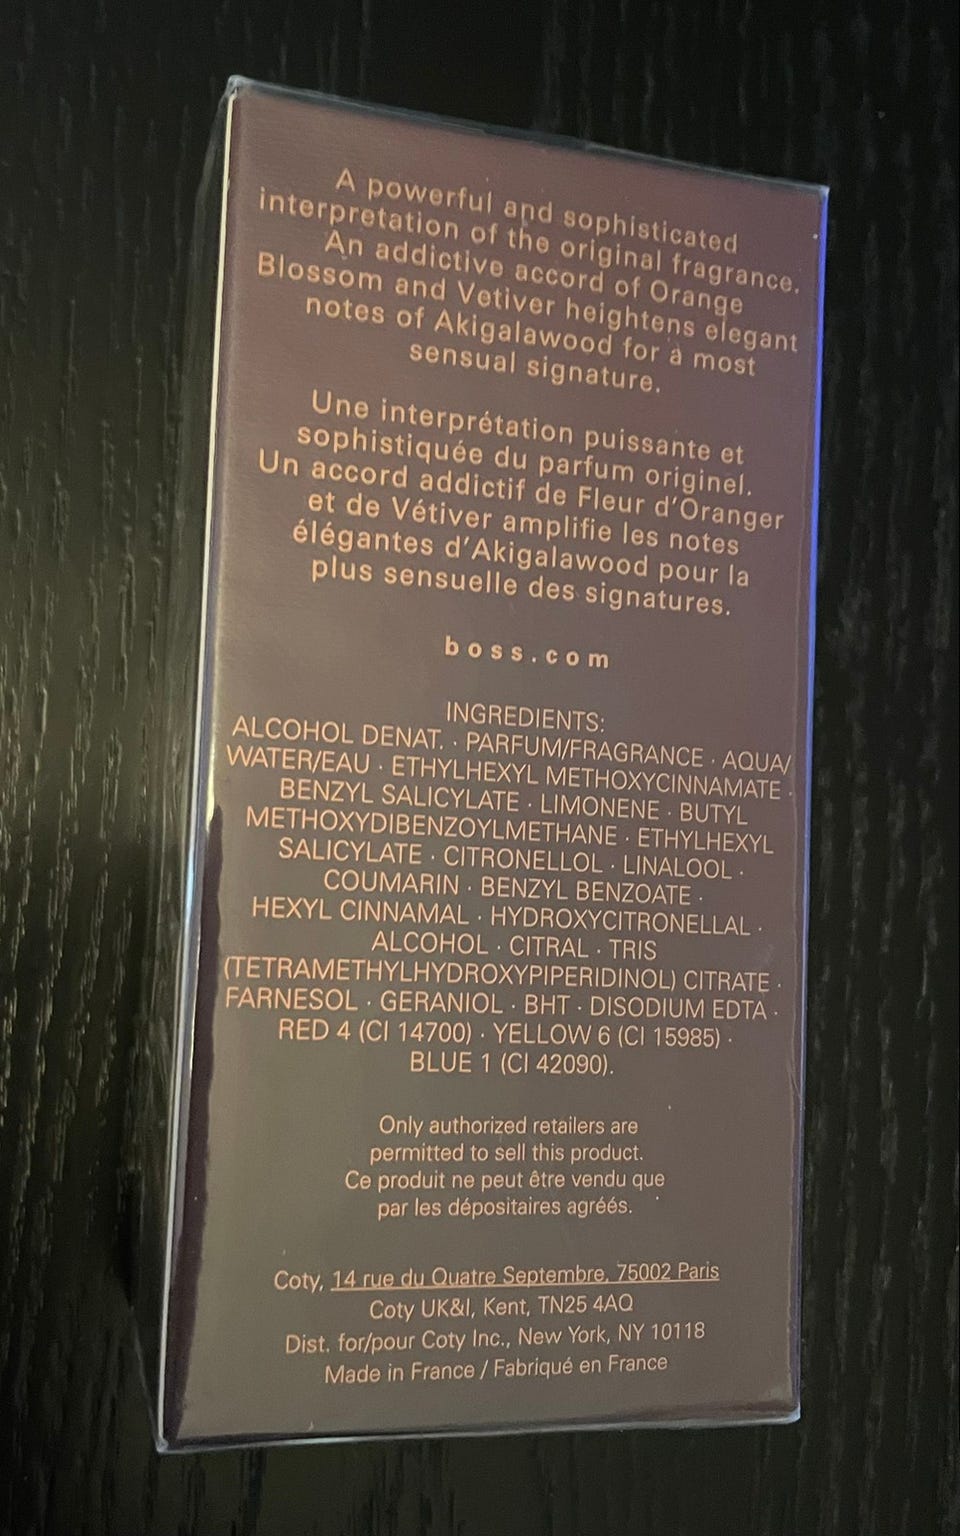 A powerful and sophisticated
interpretation of the original fragrance.
An addictive accord of Orange
Blossom and Vetiver heightens elegant
notes of Akigalawood for a most
sensual signature.
Une interprétation puissante et
sophistiquée du parfum originel.
Un accord addictif de Fleur d'Oranger
et de Vétiver amplifie les notes
élégantes d'Akigalawood pour la
plus sensuelle des signatures.
boss.com
INGREDIENTS:
ALCOHOL DENAT. · PARFUM/FRAGRANCE · AQUA/
WATER/EAU · ETHYLHEXYL METHOXYCINNAMATE ·
BENZYL SALICYLATE · LIMONENE · BUTYL
METHOXYDIBENZOYLMETHANE · ETHYLHEXYL
SALICYLATE · CITRONELLOL · LINALOOL ·
COUMARIN · BENZYL BENZOATE ·
HEXYL CINNAMAL · HYDROXYCITRONELLAL ·
ALCOHOL · CITRAL · TRIS
(TETRAMETHYLHYDROXYPIPERIDINOL) CITRATE ·
FARNESOL · GERANIOL · BHT · DISODIUM EDTA ·
RED 4 (CI 14700) · YELLOW 6 (CI 15985) ·
BLUE 1 (CI 42090).
Only authorized retailers are
permitted to sell this product.
Ce produit ne peut être vendu que
par les dépositaires agréés.
Coty, 14 rue du Quatre Septembre, 75002 Paris
Coty UK&I, Kent, TN25 4AQ
Dist. for/pour Coty Inc., New York, NY 10118
Made in France / Fabriqué en France